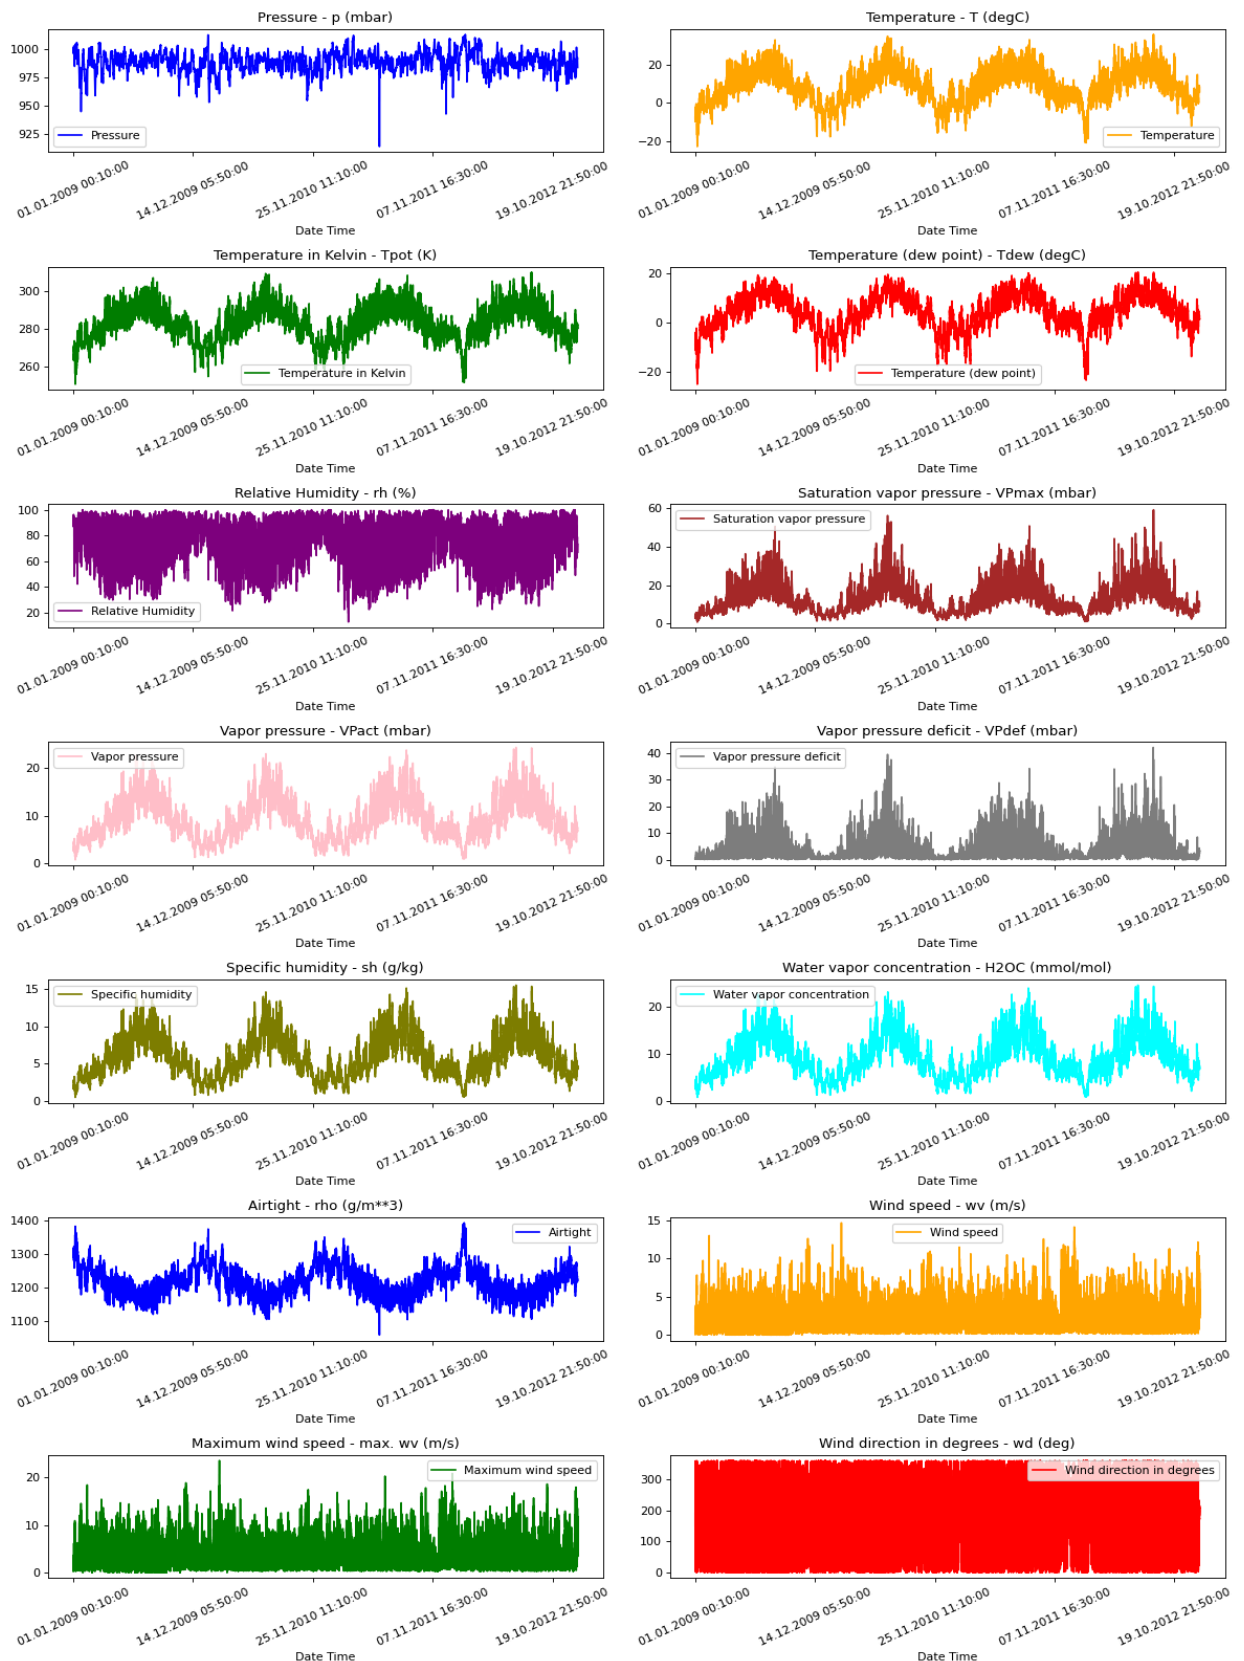 Pressure - p (mbar)
1000
975
950
925
Pressure
01.01.2009 00:10:00
14.12.2009 05:50:00
25.11.2010 11:10:00
07.11.2011 16:30:00
19.10.2012 21:50:00
Date Time
Temperature - T (degC)
20
0
−20
Temperature
01.01.2009 00:10:00
14.12.2009 05:50:00
25.11.2010 11:10:00
07.11.2011 16:30:00
19.10.2012 21:50:00
Date Time
Temperature in Kelvin - Tpot (K)
300
280
260
Temperature in Kelvin
01.01.2009 00:10:00
14.12.2009 05:50:00
25.11.2010 11:10:00
07.11.2011 16:30:00
19.10.2012 21:50:00
Date Time
Temperature (dew point) - Tdew (degC)
20
0
−20
Temperature (dew point)
01.01.2009 00:10:00
14.12.2009 05:50:00
25.11.2010 11:10:00
07.11.2011 16:30:00
19.10.2012 21:50:00
Date Time
Relative Humidity - rh (%)
100
80
60
40
20
Relative Humidity
01.01.2009 00:10:00
14.12.2009 05:50:00
25.11.2010 11:10:00
07.11.2011 16:30:00
19.10.2012 21:50:00
Date Time
Saturation vapor pressure - VPmax (mbar)
60
40
20
0
Saturation vapor pressure
01.01.2009 00:10:00
14.12.2009 05:50:00
25.11.2010 11:10:00
07.11.2011 16:30:00
19.10.2012 21:50:00
Date Time
Vapor pressure - VPact (mbar)
20
10
0
Vapor pressure
01.01.2009 00:10:00
14.12.2009 05:50:00
25.11.2010 11:10:00
07.11.2011 16:30:00
19.10.2012 21:50:00
Date Time
Vapor pressure deficit - VPdef (mbar)
40
30
20
10
0
Vapor pressure deficit
01.01.2009 00:10:00
14.12.2009 05:50:00
25.11.2010 11:10:00
07.11.2011 16:30:00
19.10.2012 21:50:00
Date Time
Specific humidity - sh (g/kg)
15
10
5
0
Specific humidity
01.01.2009 00:10:00
14.12.2009 05:50:00
25.11.2010 11:10:00
07.11.2011 16:30:00
19.10.2012 21:50:00
Date Time
Water vapor concentration - H2OC (mmol/mol)
20
10
0
Water vapor concentration
01.01.2009 00:10:00
14.12.2009 05:50:00
25.11.2010 11:10:00
07.11.2011 16:30:00
19.10.2012 21:50:00
Date Time
Airtight - rho (g/m**3)
1400
1300
1200
1100
Airtight
01.01.2009 00:10:00
14.12.2009 05:50:00
25.11.2010 11:10:00
07.11.2011 16:30:00
19.10.2012 21:50:00
Date Time
Wind speed - wv (m/s)
15
10
5
0
Wind speed
01.01.2009 00:10:00
14.12.2009 05:50:00
25.11.2010 11:10:00
07.11.2011 16:30:00
19.10.2012 21:50:00
Date Time
Maximum wind speed - max. wv (m/s)
20
10
0
Maximum wind speed
01.01.2009 00:10:00
14.12.2009 05:50:00
25.11.2010 11:10:00
07.11.2011 16:30:00
19.10.2012 21:50:00
Date Time
Wind direction in degrees - wd (deg)
300
200
100
0
Wind direction in degrees
01.01.2009 00:10:00
14.12.2009 05:50:00
25.11.2010 11:10:00
07.11.2011 16:30:00
19.10.2012 21:50:00
Date Time